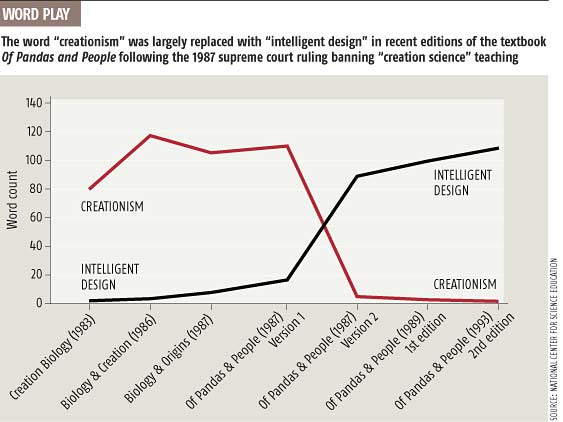 WORD PLAY
The word “creationism” was largely replaced with “intelligent design” in recent editions of the textbook
Of Pandas and People following the 1987 supreme court ruling banning “creation science” teaching
140
120
100
80
60
40
20
0
Word count
CREATIONISM
INTELLIGENT
DESIGN
INTELLIGENT
DESIGN
CREATIONISM
Creation Biology (1983)
Biology & Creation (1986)
Biology & Origins (1987)
Of Pandas & People (1987)
Version 1
Of Pandas & People (1987)
Version 2
Of Pandas & People (1989)
1st edition
Of Pandas & People (1993)
2nd edition
SOURCE: NATIONAL CENTER FOR SCIENCE EDUCATION